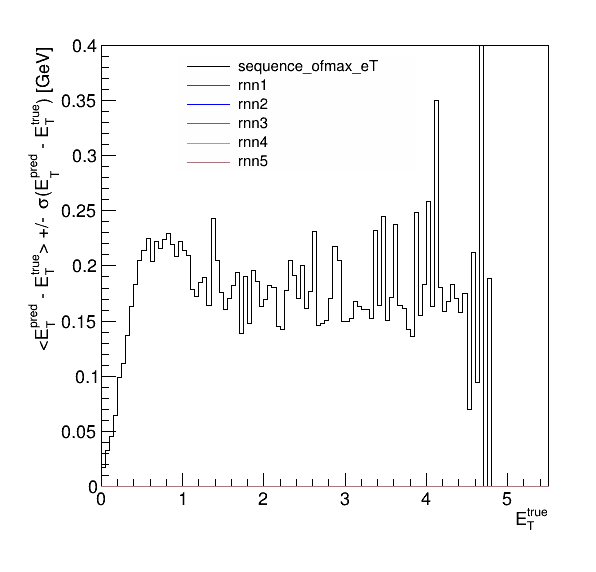 <E_T^pred - E_T^true> +/- σ(E_T^pred - E_T^true) [GeV]
0.4
0.35
0.3
0.25
0.2
0.15
0.1
0.05
0
sequence_ofmax_eT
rnn1
rnn2
rnn3
rnn4
rnn5
0 1 2 3 4 5
E_T^true